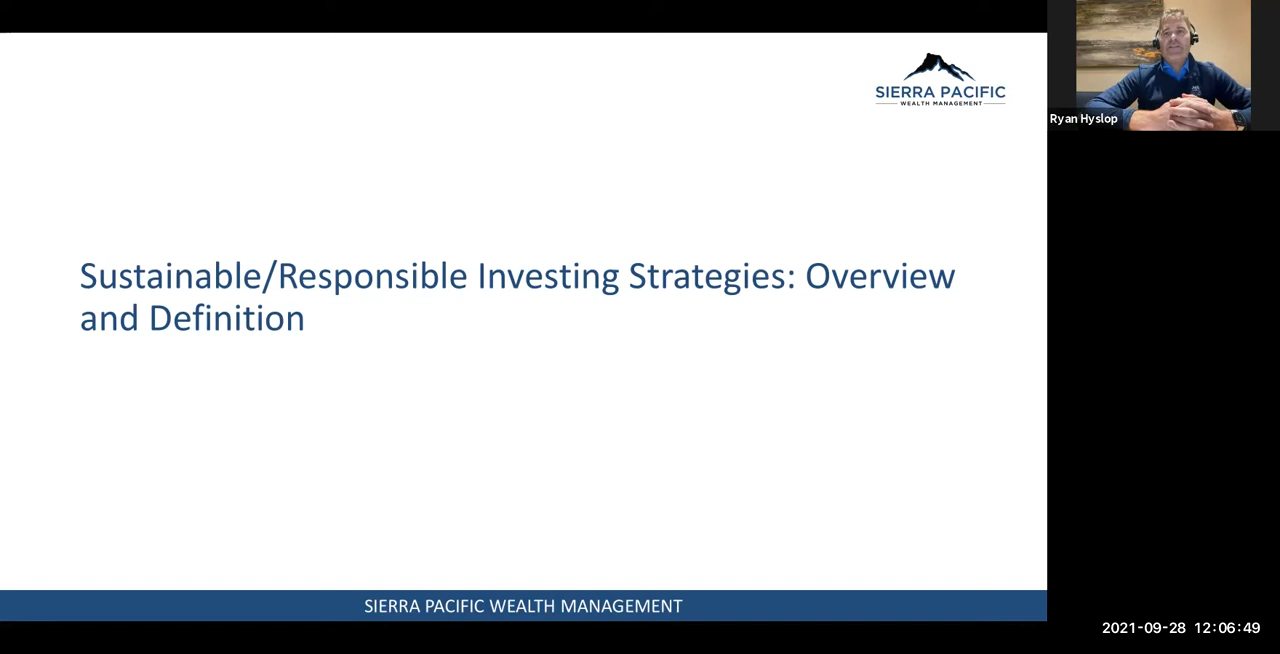 SIERRA PACIFIC
WEALTH MANAGEMENT
Ryan Hyslop
Sustainable/Responsible Investing Strategies: Overview
and Definition
SIERRA PACIFIC WEALTH MANAGEMENT
2021-09-28 12:06:49